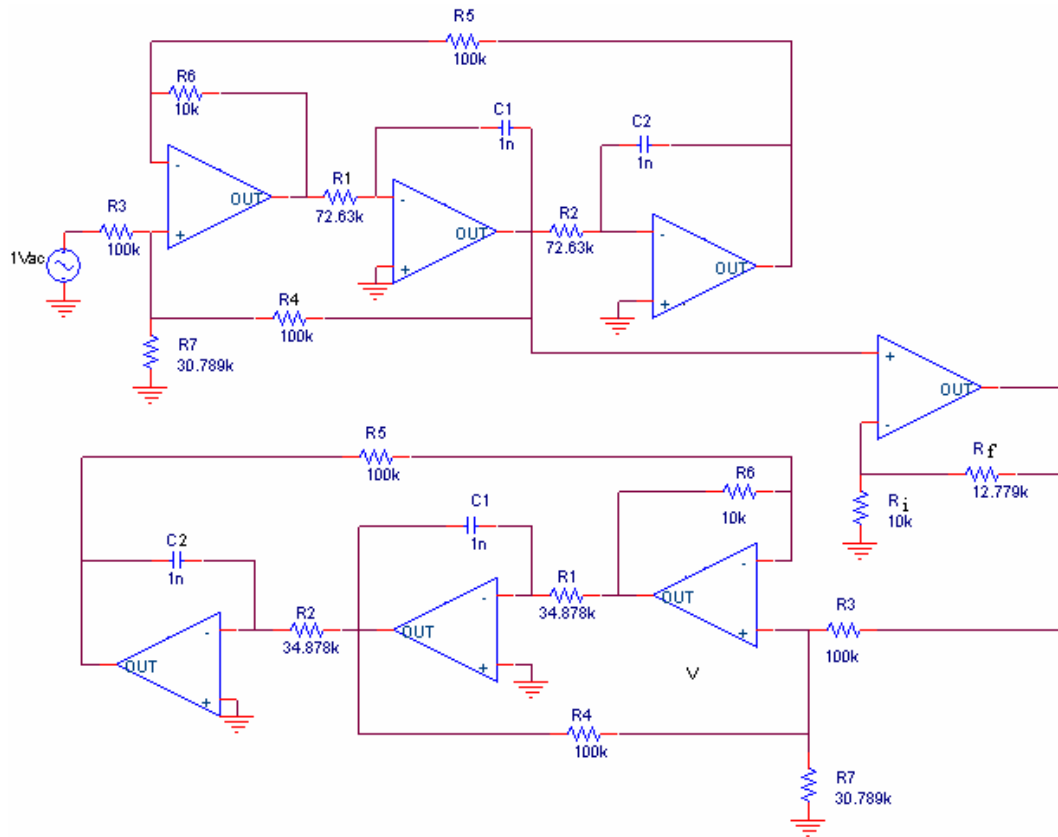 R5
100k
R6
10k
C1
1n
C2
1n
-
+
OUT
R1
72.63k
-
+
OUT
R2
72.63k
-
+
OUT
R3
100k
1Vac
R4
100k
R7
30.789k
+
-
OUT
Rf
12.779k
Ri
10k
R5
100k
R6
10k
C1
1n
C2
1n
-
+
OUT
R2
34.878k
-
+
OUT
R1
34.878k
-
+
OUT
R3
100k
V
R4
100k
R7
30.789k